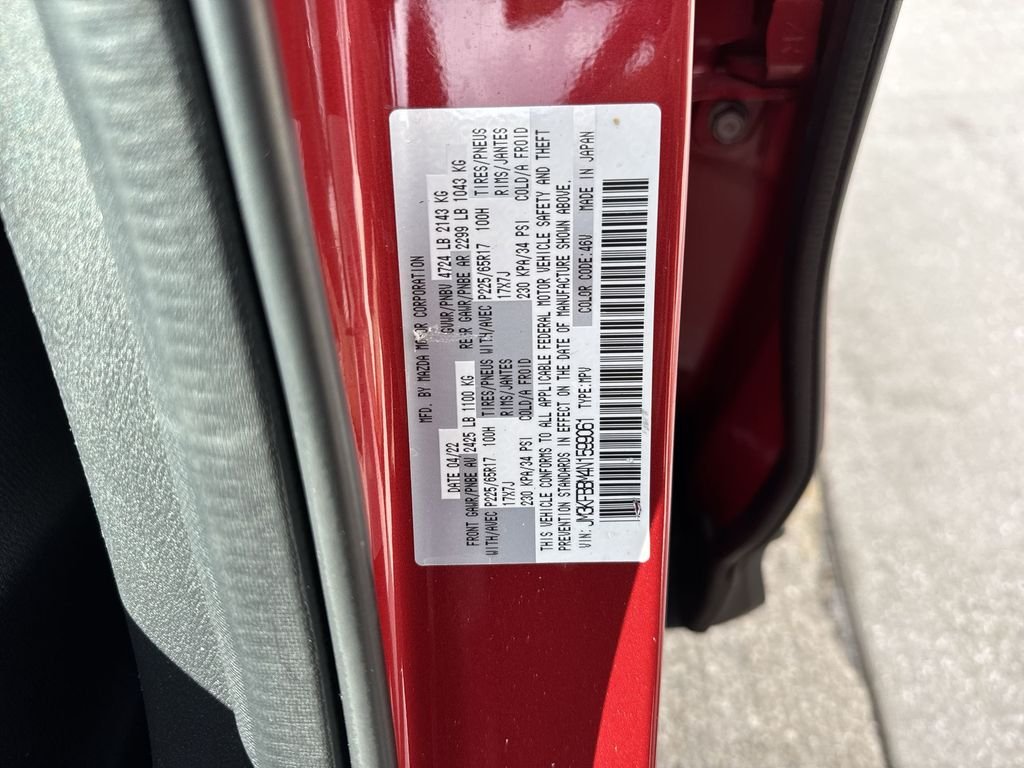 MFD. BY MAZDA MOTOR CORPORATION
DATE 04/22 GVWR/PNBV 4724 LB 2143 KG
FRONT GAWR/PNBE AV 2425 LB 1100 KG REAR GAWR/PNBE AR 2299 LB 1043 KG
WITH/AVEC P225/65R17 100H TIRES/PNEUS WITH/AVEC P225/65R17 100H TIRES/PNEUS
17X7J RIMS/JANTES 17X7J RIMS/JANTES
230 KPA/34 PSI COLD/A FROID 230 KPA/34 PSI COLD/A FROID
THIS VEHICLE CONFORMS TO ALL APPLICABLE FEDERAL MOTOR VEHICLE SAFETY AND THEFT
PREVENTION STANDARDS IN EFFECT ON THE DATE OF MANUFACTURE SHOWN ABOVE.
VIN: JM3KFBBM4N1599061 TYPE:MPV COLOR CODE:46V MADE IN JAPAN